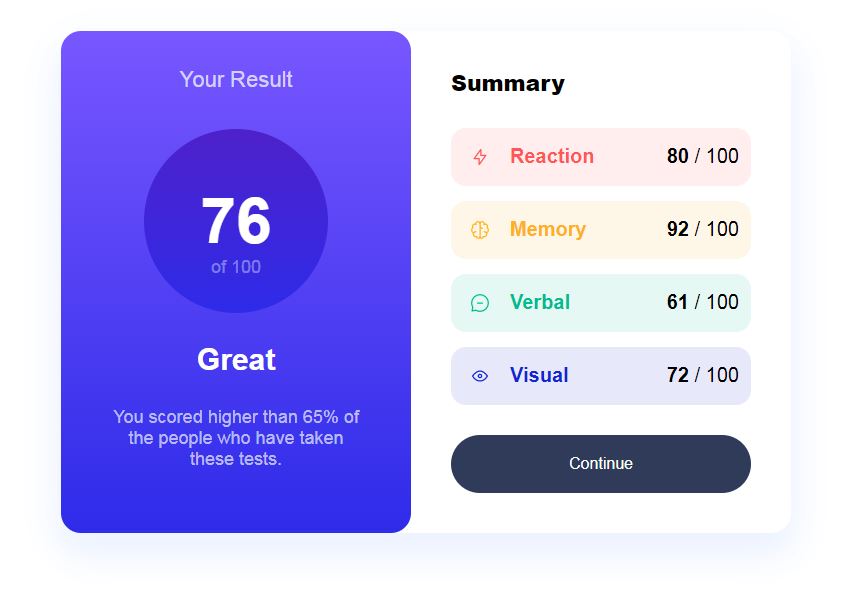 Your Result
76
of 100
Great
You scored higher than 65% of
the people who have taken
these tests.
Summary
Reaction 80 / 100
Memory 92 / 100
Verbal 61 / 100
Visual 72 / 100
Continue